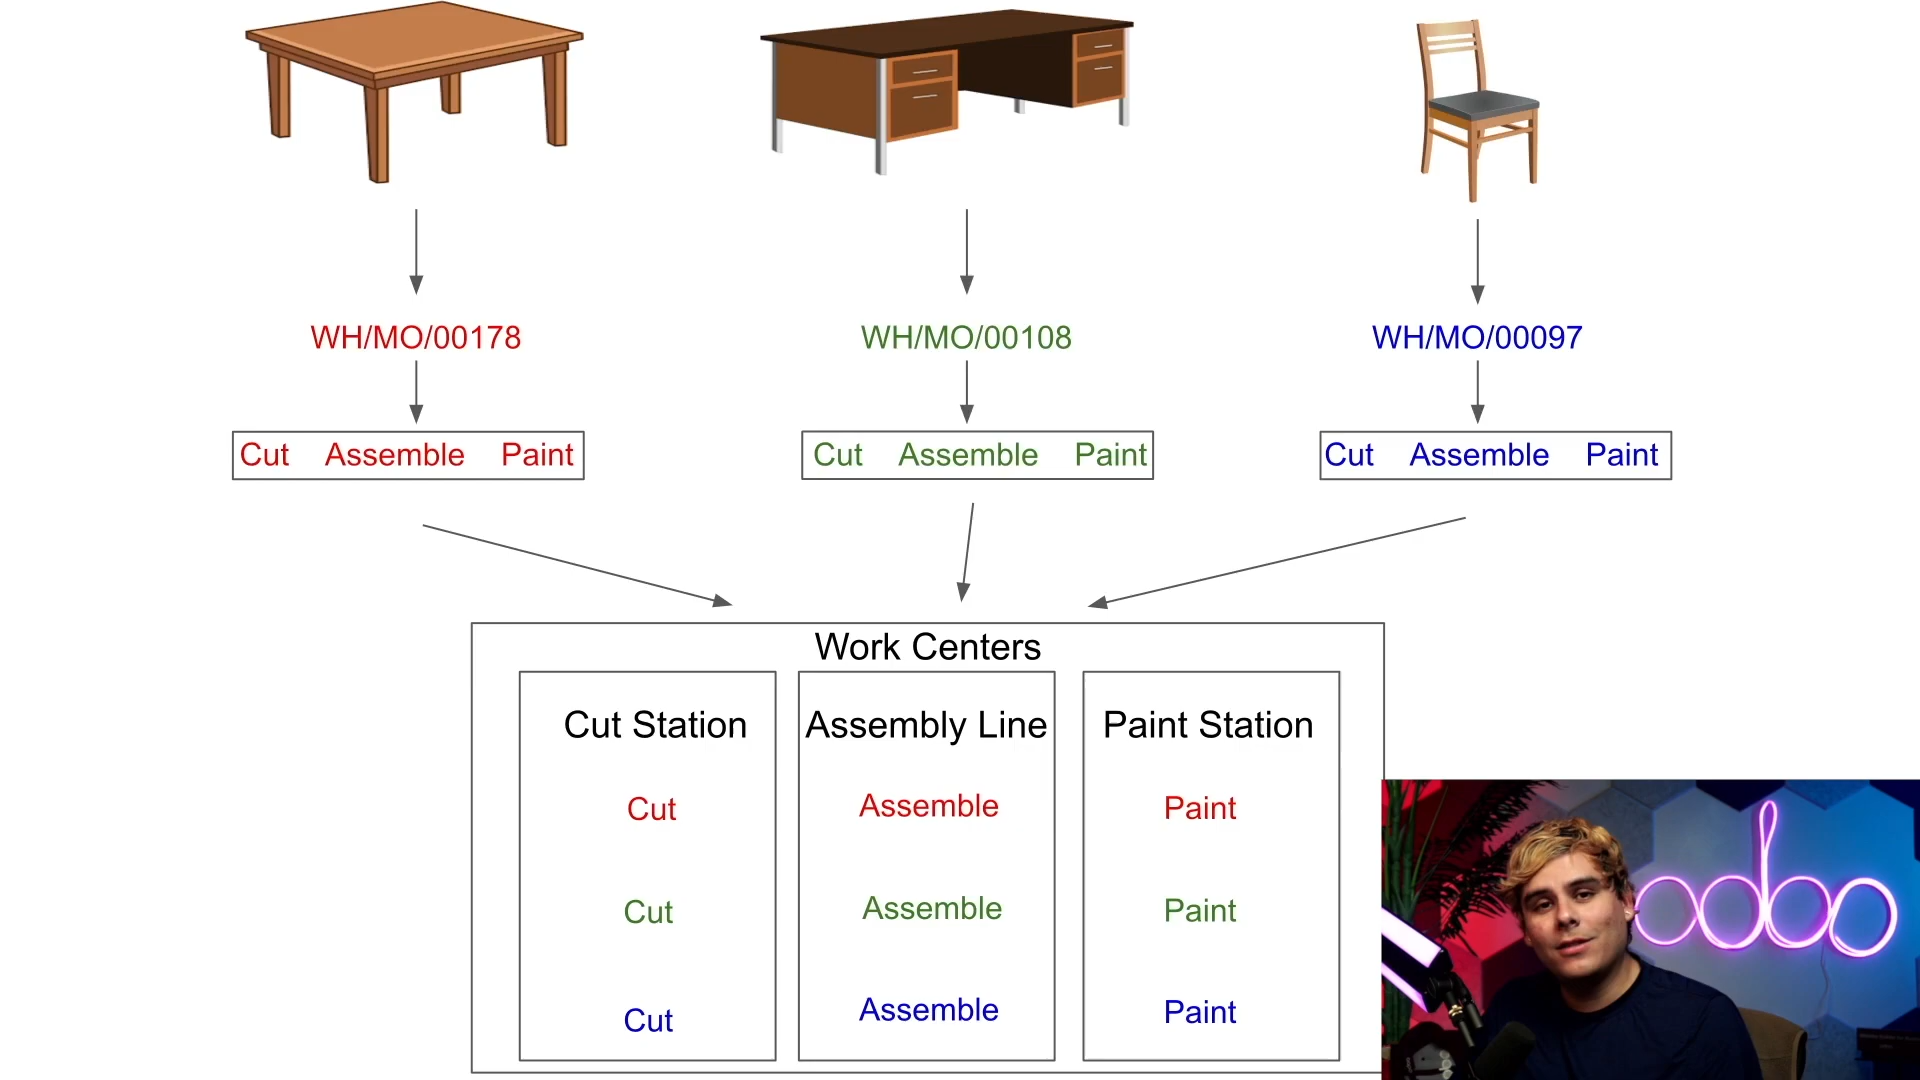 WH/MO/00178
WH/MO/00108
WH/MO/00097
Cut Assemble Paint
Cut Assemble Paint
Cut Assemble Paint
Work Centers
Cut Station
Assembly Line
Paint Station
Cut
Assemble
Paint
Cut
Assemble
Paint
Cut
Assemble
Paint
odoo